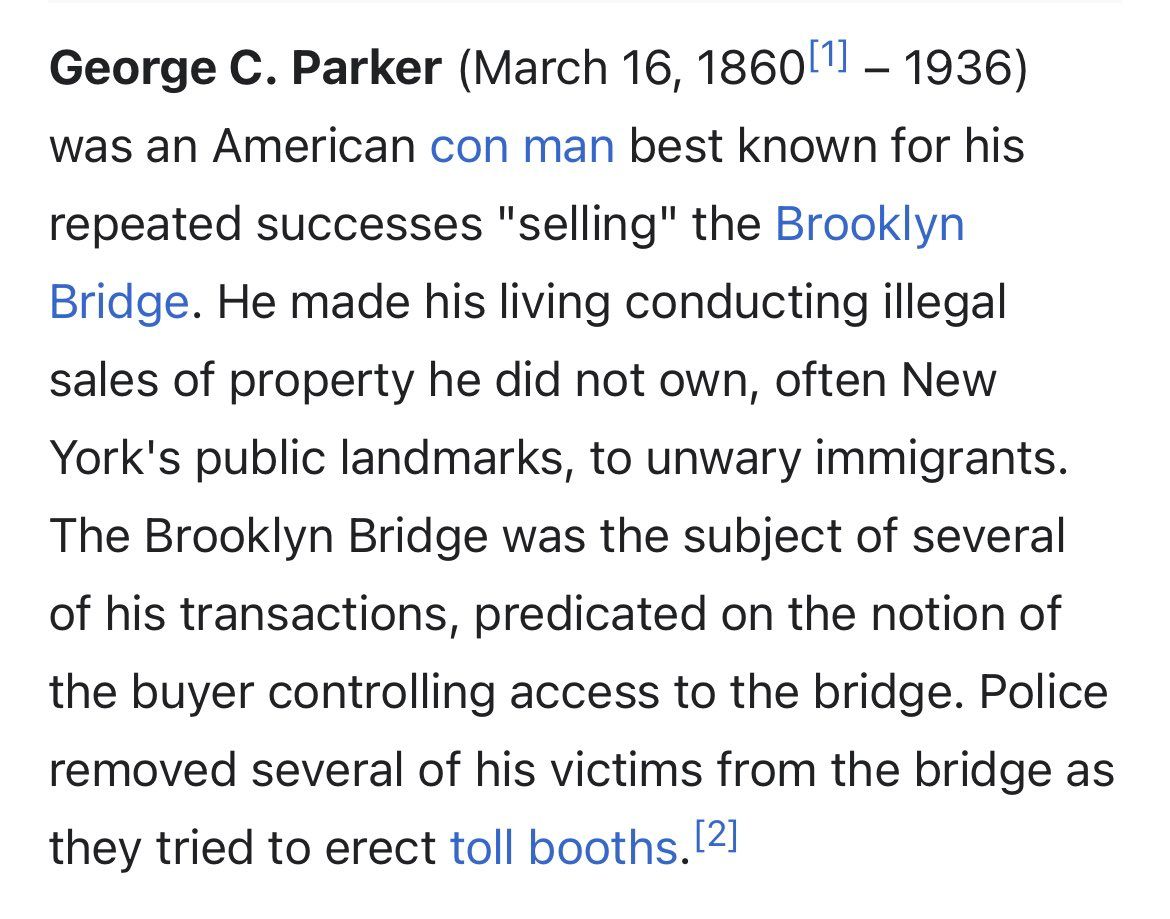 George C. Parker (March 16, 1860[1] – 1936)
was an American con man best known for his
repeated successes "selling" the Brooklyn
Bridge. He made his living conducting illegal
sales of property he did not own, often New
York's public landmarks, to unwary immigrants.
The Brooklyn Bridge was the subject of several
of his transactions, predicated on the notion of
the buyer controlling access to the bridge. Police
removed several of his victims from the bridge as
they tried to erect toll booths.[2]